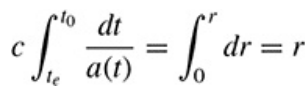 c ∫_{t_e}^{t_0} dt / a(t) = ∫_0^r dr = r